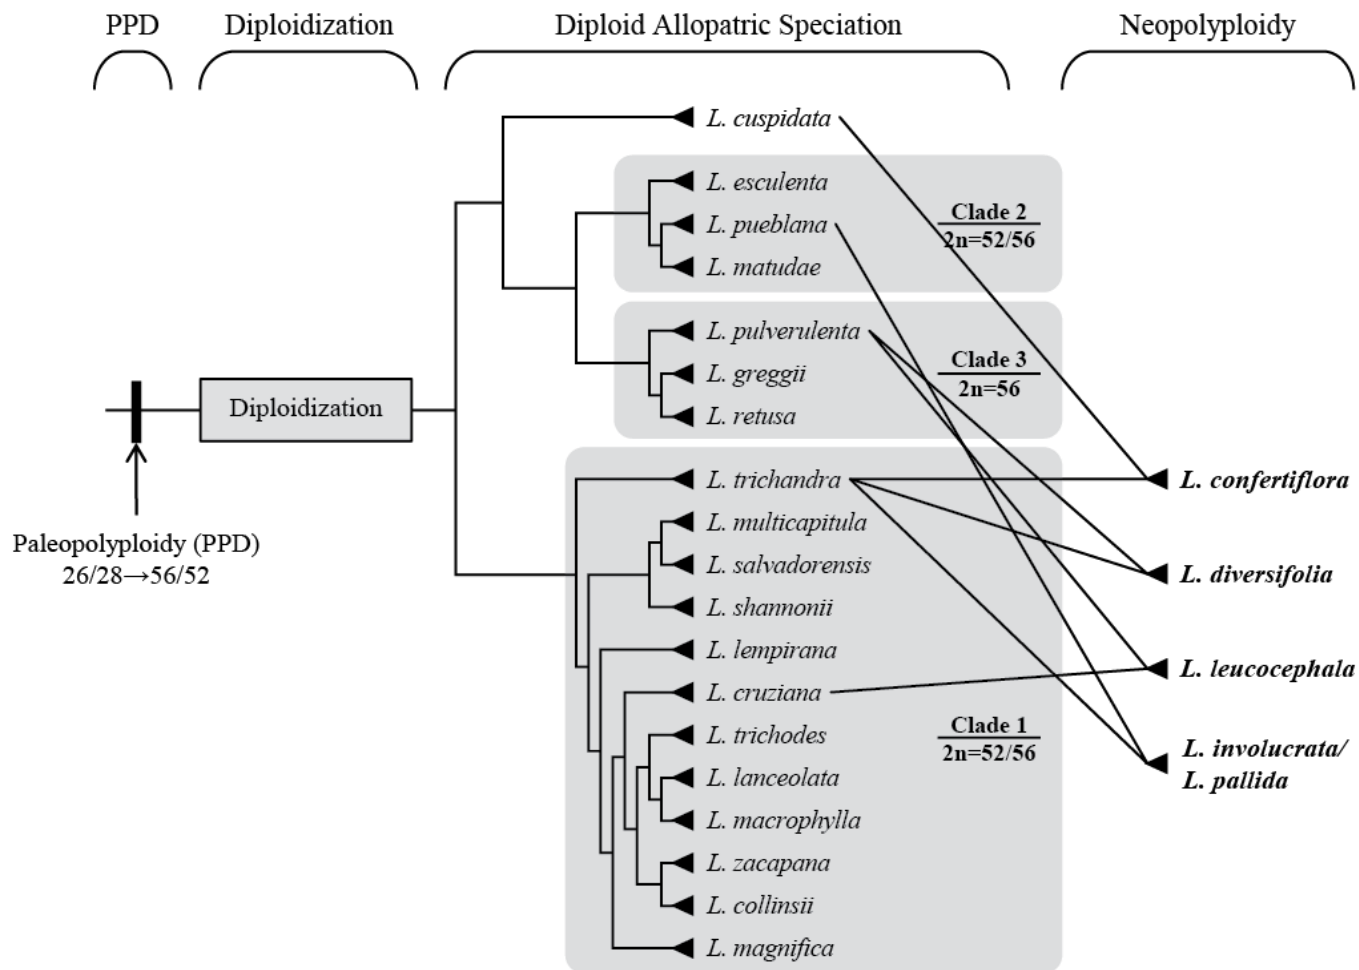 PPD
Diploidization
Diploid Allopatric Speciation
Neopolyploidy
L. cuspidata
L. esculenta
L. pueblana
L. matudae
Clade 2
2n=52/56
L. pulverulenta
L. greggii
L. retusa
Clade 3
2n=56
Diploidization
Paleopolyploidy (PPD)
26/28→56/52
L. trichandra
L. multicapitula
L. salvadorensis
L. shannonii
L. lempirana
L. cruziana
L. trichodes
L. lanceolata
L. macrophylla
L. zacapana
L. collinsii
L. magnifica
Clade 1
2n=52/56
L. confertiflora
L. diversifolia
L. leucocephala
L. involucrata/
L. pallida